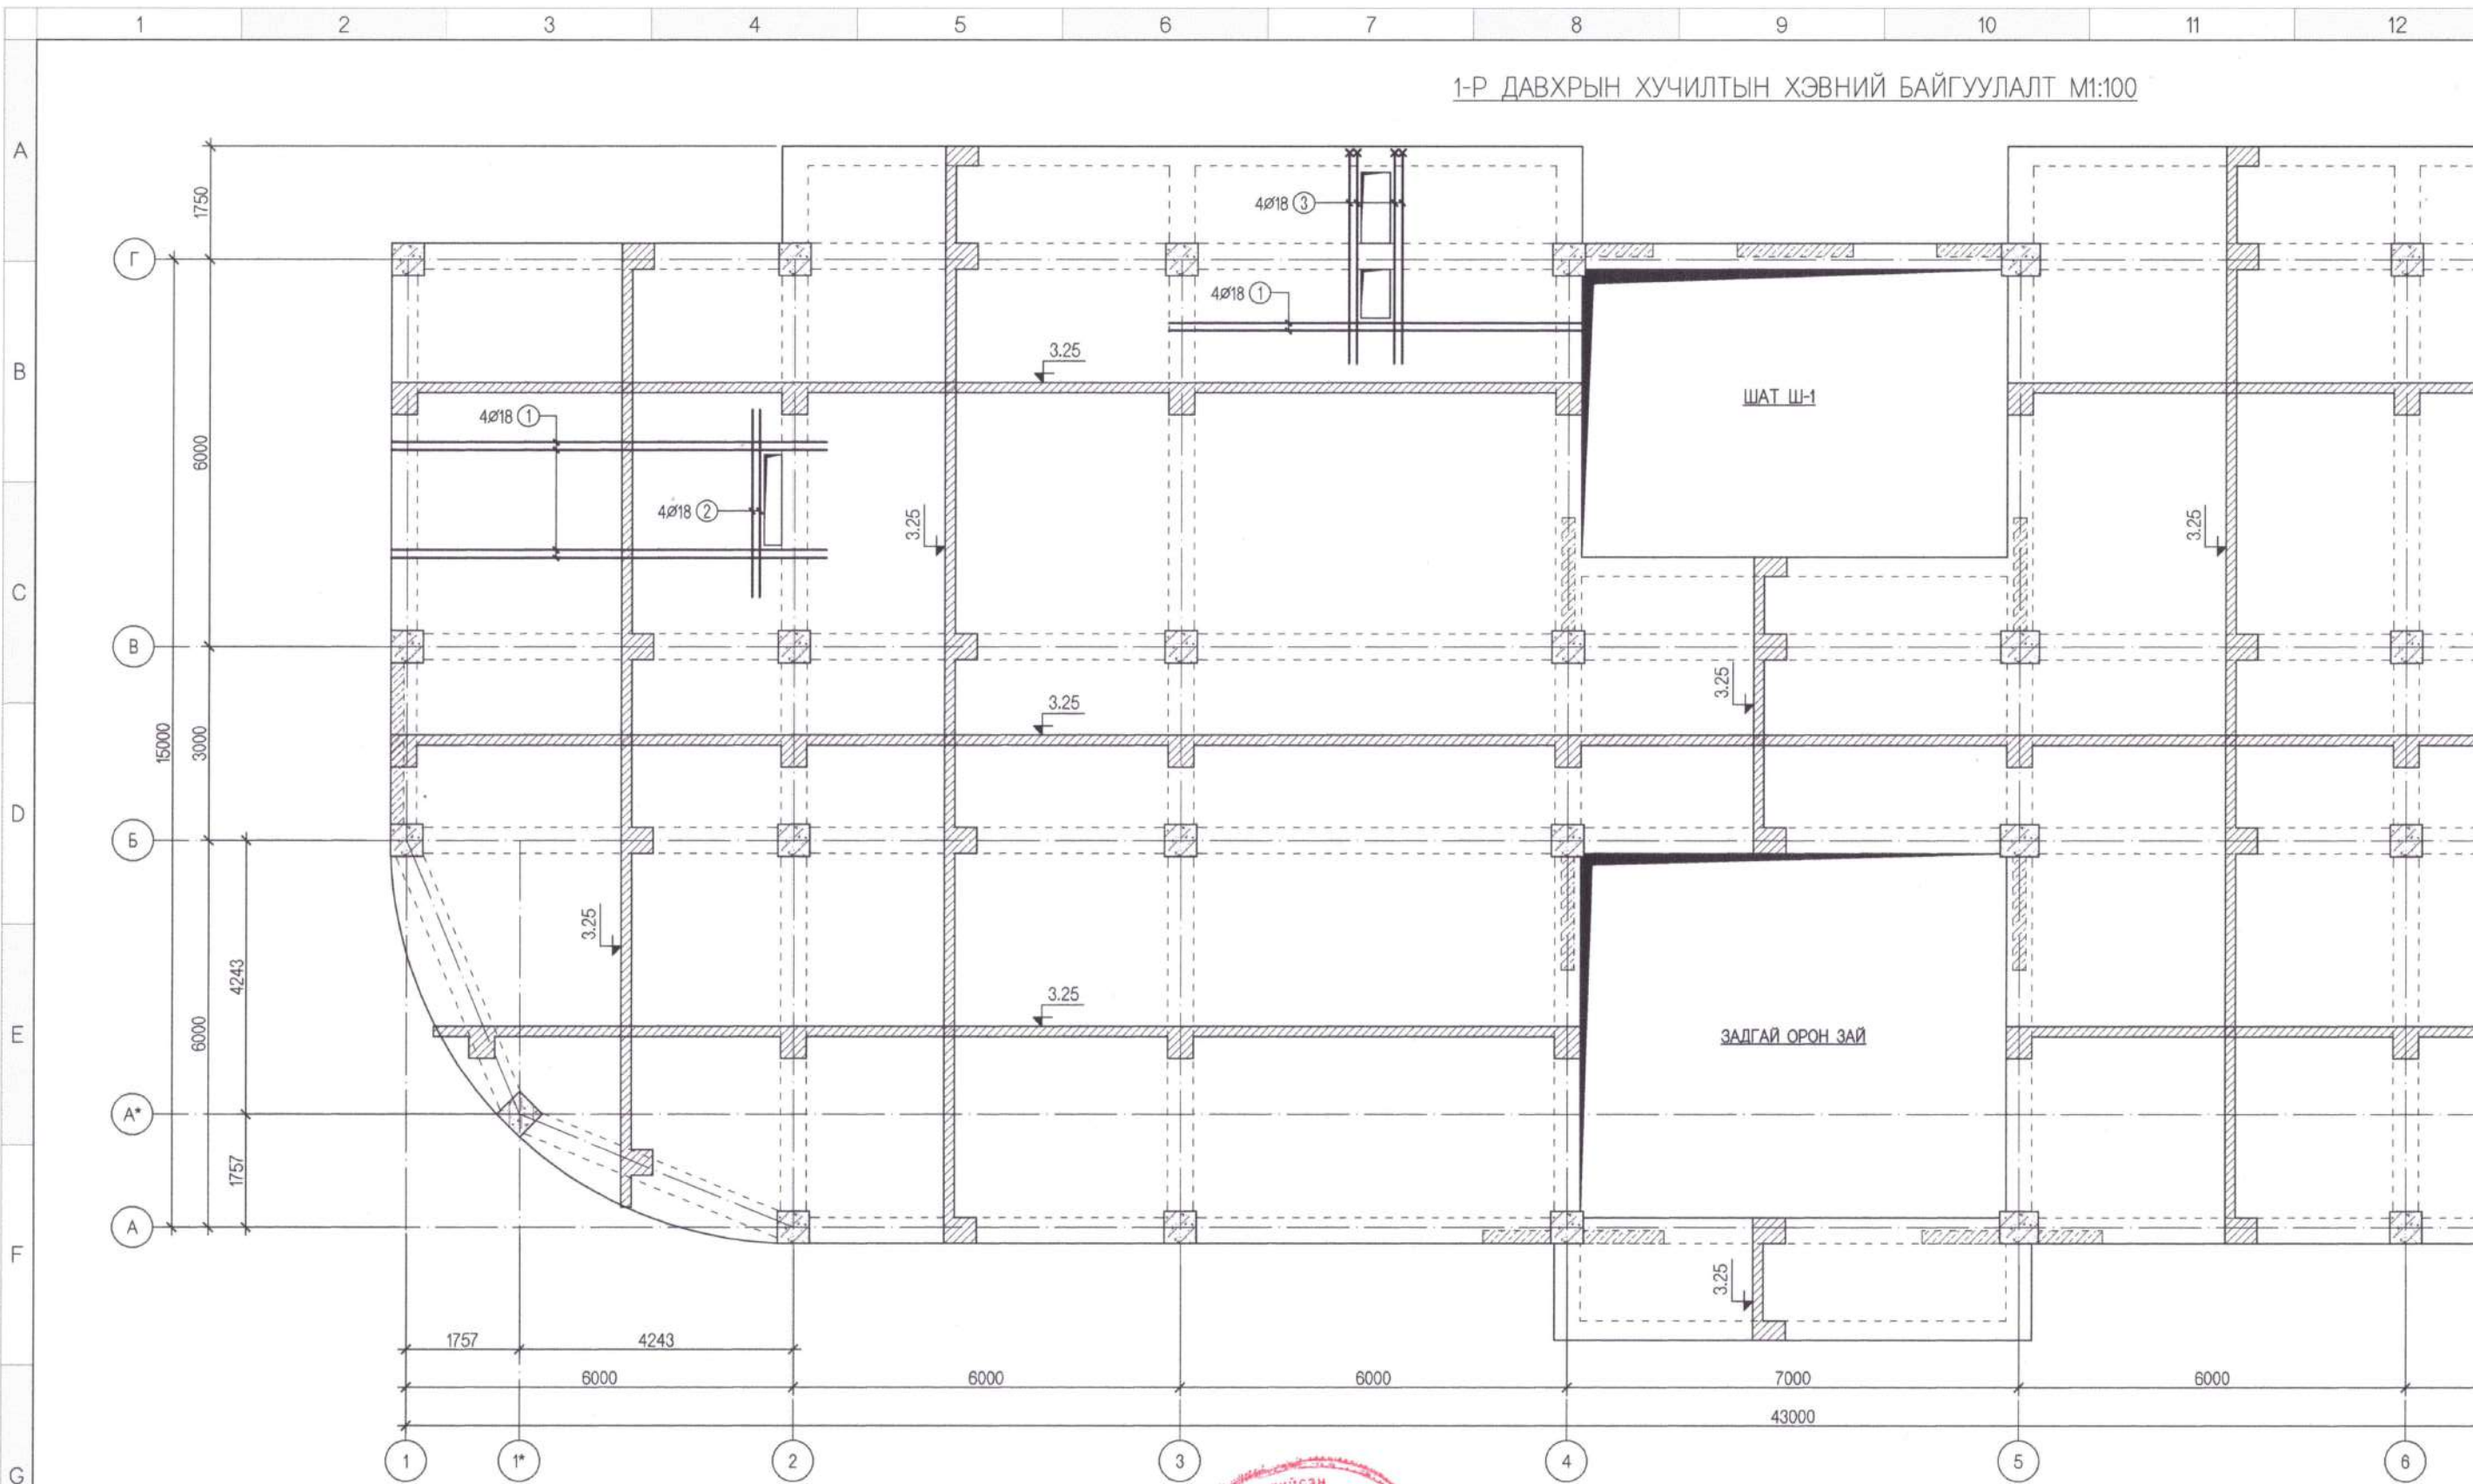 1 2 3 4 5 6 7 8 9 10 11 12
1-Р ДАВХРЫН ХУЧИЛТЫН ХЭВНИЙ БАЙГУУЛАЛТ М1:100
A
1750
4Ø18 3
Г
4Ø18 1
B
3.25
ШАТ Ш-1
4Ø18 1
6000
4Ø18 2
3.25
3.25
C
В
3.25
3.25
15000
3000
D
Б
3.25
4243
3.25
6000
E
ЗАДГАЙ ОРОН ЗАЙ
А*
1757
А
F
3.25
1757 4243
6000 6000 6000 7000 6000
43000
1 1* 2 3 4 5 6
G